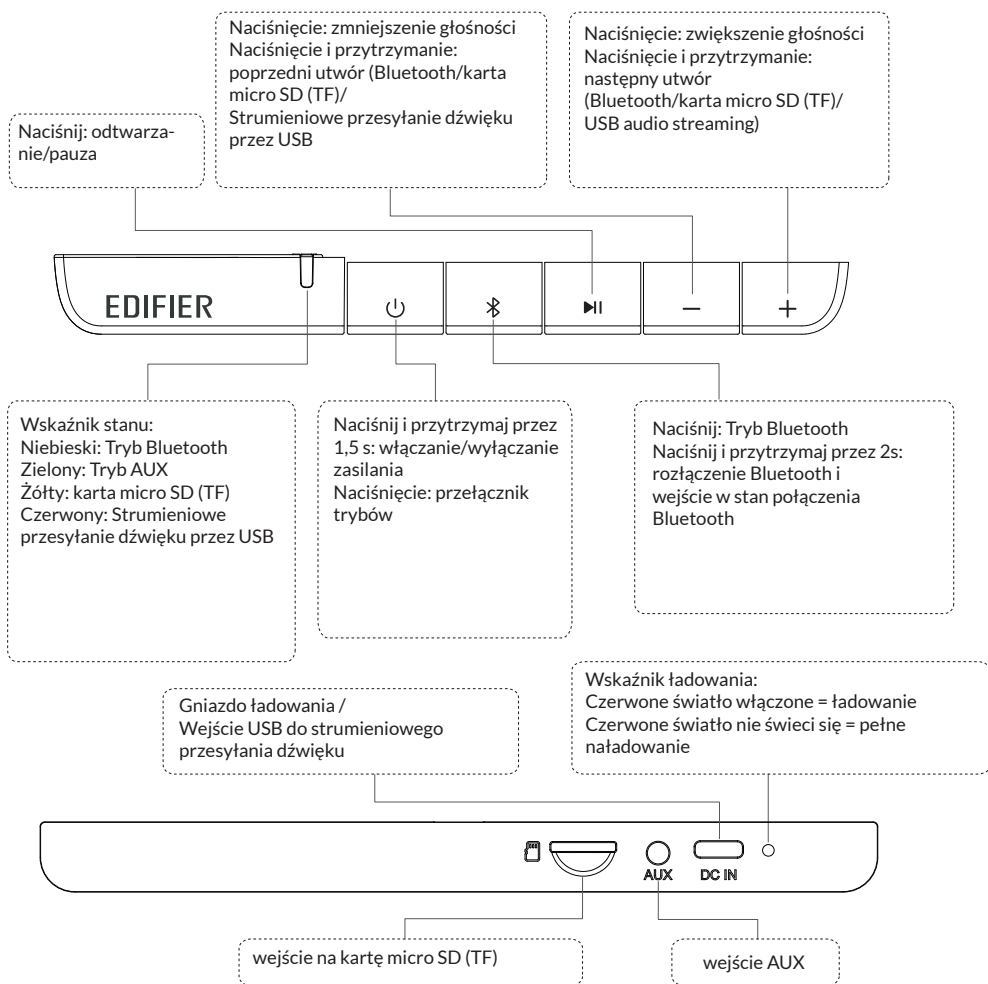 Naciśnięcie: zmniejszenie głośności
Naciśnięcie i przytrzymanie:
poprzedni utwór (Bluetooth/karta
micro SD (TF)/
Strumieniowe przesyłanie dźwięku
przez USB
Naciśnięcie: zwiększenie głośności
Naciśnięcie i przytrzymanie:
następny utwór
(Bluetooth/karta micro SD (TF)/
USB audio streaming)
Naciśnij: odtwarza-
nie/pauza
EDIFIER
Wskaźnik stanu:
Niebieski: Tryb Bluetooth
Zielony: Tryb AUX
Żółty: karta micro SD (TF)
Czerwony: Strumieniowe
przesyłanie dźwięku przez USB
Naciśnij i przytrzymaj przez
1,5 s: włączanie/wyłączanie
zasilania
Naciśnięcie: przełącznik
trybów
Naciśnij: Tryb Bluetooth
Naciśnij i przytrzymaj przez 2s:
rozłączenie Bluetooth i
wejście w stan połączenia
Bluetooth
Gniazdo ładowania /
Wejście USB do strumieniowego
przesyłania dźwięku
Wskaźnik ładowania:
Czerwone światło włączone = ładowanie
Czerwone światło nie świeci się = pełne
naładowanie
AUX
DC IN
wejście na kartę micro SD (TF)
wejście AUX